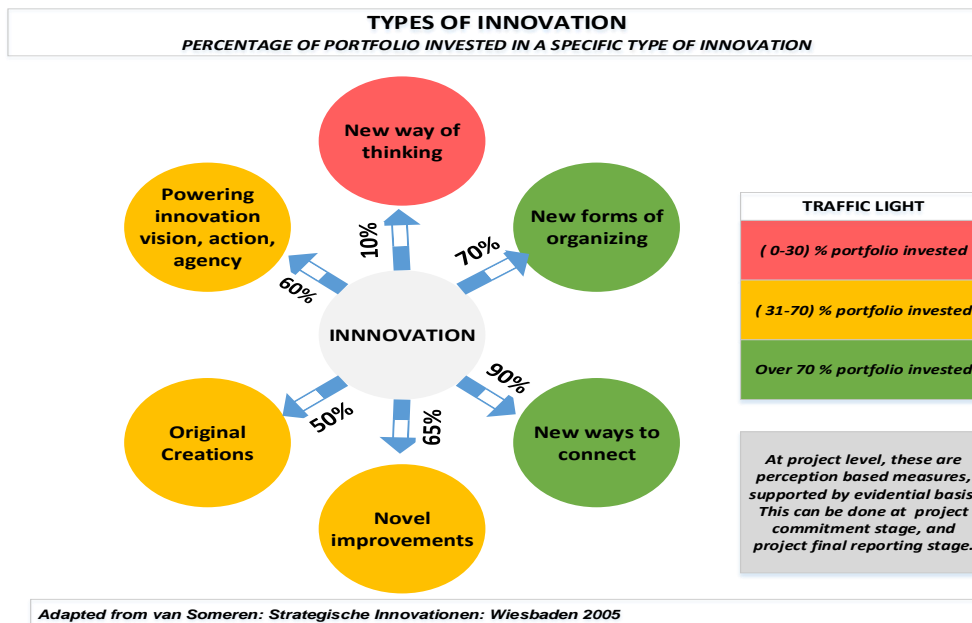 TYPES OF INNOVATION
PERCENTAGE OF PORTFOLIO INVESTED IN A SPECIFIC TYPE OF INNOVATION
New way of
thinking
Powering
innovation
vision, action,
agency
New forms of
organizing
10%
70%
60%
INNNOVATION
90%
50%
65%
Original
Creations
New ways to
connect
Novel
improvements
TRAFFIC LIGHT
( 0-30) % portfolio invested
( 31-70) % portfolio invested
Over 70 % portfolio invested
At project level, these are
perception based measures,
supported by evidential basis
This can be done at project
commitment stage, and
project final reporting stage.
Adapted from van Someren: Strategische Innovationen: Wiesbaden 2005